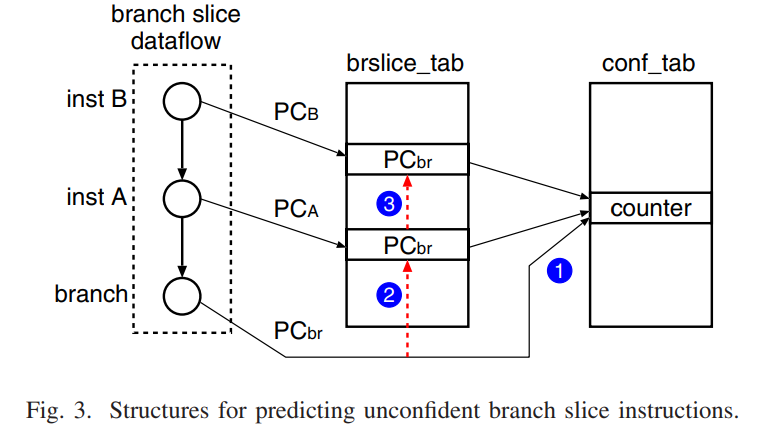 branch slice
dataflow
brslice_tab
conf_tab
inst B
PCB
PCbr
3
inst A
PCA
counter
PCbr
1
branch
2
PCbr
Fig. 3. Structures for predicting unconfident branch slice instructions.